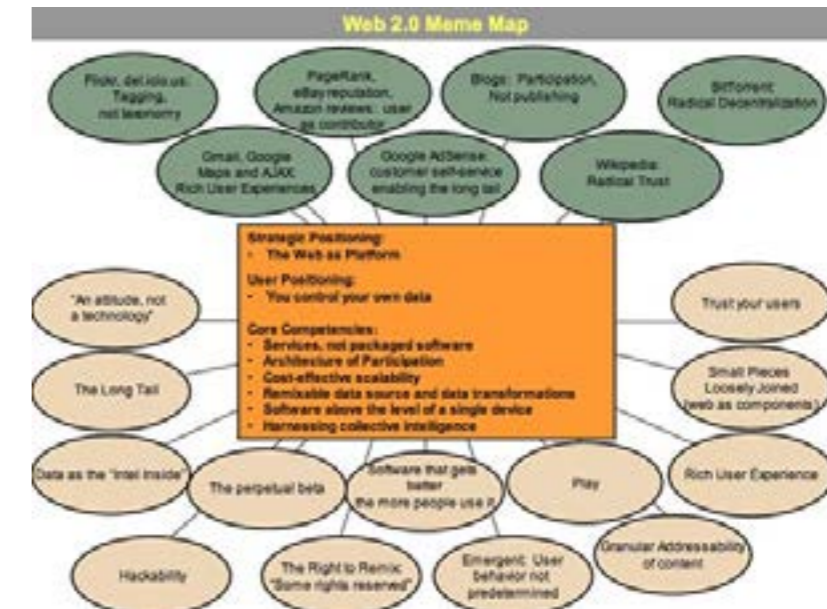 Web 2.0 Meme Map
Flickr, del.icio.us:
Tagging,
not taxonomy
PageRank,
eBay reputation,
Amazon reviews: user
as contributor
Blogs: Participation,
Not publishing
BitTorrent:
Radical Decentralization
Gmail, Google
Maps and AJAX:
Rich User Experiences
Google AdSense:
customer self-service
enabling the long tail
Wikipedia:
Radical Trust
Strategic Positioning:
• The Web as Platform
User Positioning:
• You control your own data
Core Competencies:
• Services, not packaged software
• Architecture of Participation
• Cost-effective scalability
• Remixable data source and data transformations
• Software above the level of a single device
• Harnessing collective intelligence
"An attitude, not
a technology"
Trust your users
The Long Tail
Small Pieces
Loosely Joined
(web as components)
Data as the "Intel Inside"
The perpetual beta
Software that gets
better
the more people use it
Play
Rich User Experience
Hackability
The Right to Remix:
"Some rights reserved"
Emergent: User
behavior not
predetermined
Granular Addressability
of content